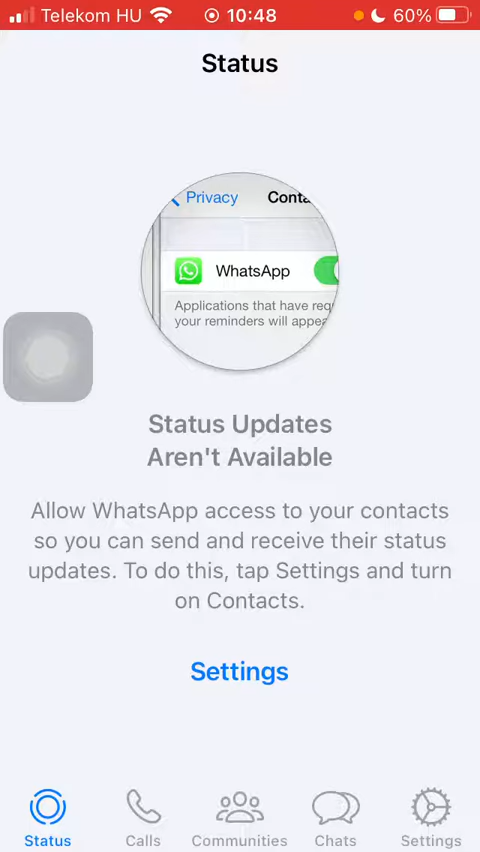 Telekom HU 10:48 60%
Status
Privacy Conta
WhatsApp
Applications that have req
your reminders will appea
Status Updates
Aren't Available
Allow WhatsApp access to your contacts
so you can send and receive their status
updates. To do this, tap Settings and turn
on Contacts.
Settings
Status Calls Communities Chats Settings